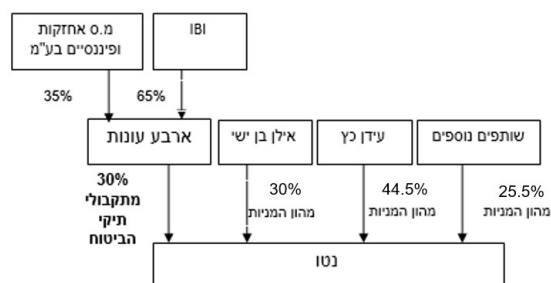 מ.ס אחזקות
ופיננסיים בע"מ
IBI
35%
65%
ארבע עונות
אילן בן ישי
עידן כץ
שותפים נוספים
30%
מתקבולי
תיקי
הביטוח
30%
מהון המניות
44.5%
מהון המניות
25.5%
מהון המניות
נטו